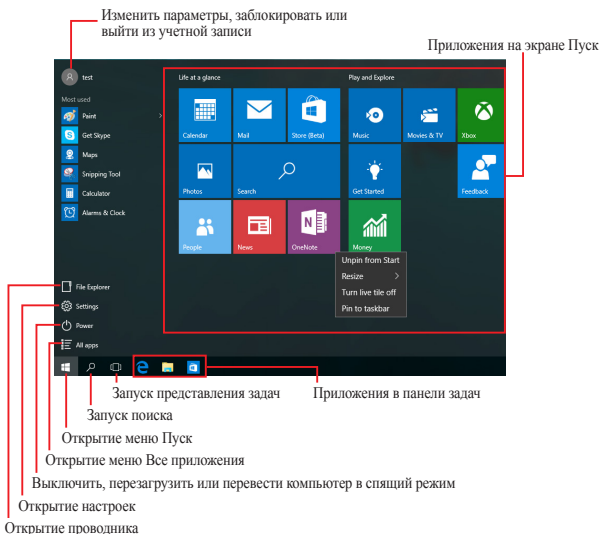 Изменить параметры, заблокировать или
выйти из учетной записи
Приложения на экране Пуск
test
Life at a glance
Play and Explore
Most used
Paint
Get Skype
Maps
Snipping Tool
Calculator
Alarms & Clock
Calendar
Mail
Store (Beta)
Music
Movies & TV
Xbox
Photos
Search
Get Started
Feedback
People
News
OneNote
Money
Unpin from Start
Resize
Turn live tile off
Pin to taskbar
File Explorer
Settings
Power
All apps
Запуск представления задач
Приложения в панели задач
Запуск поиска
Открытие меню Пуск
Открытие меню Все приложения
Выключить, перезагрузить или перевести компьютер в спящий режим
Открытие настроек
Открытие проводника